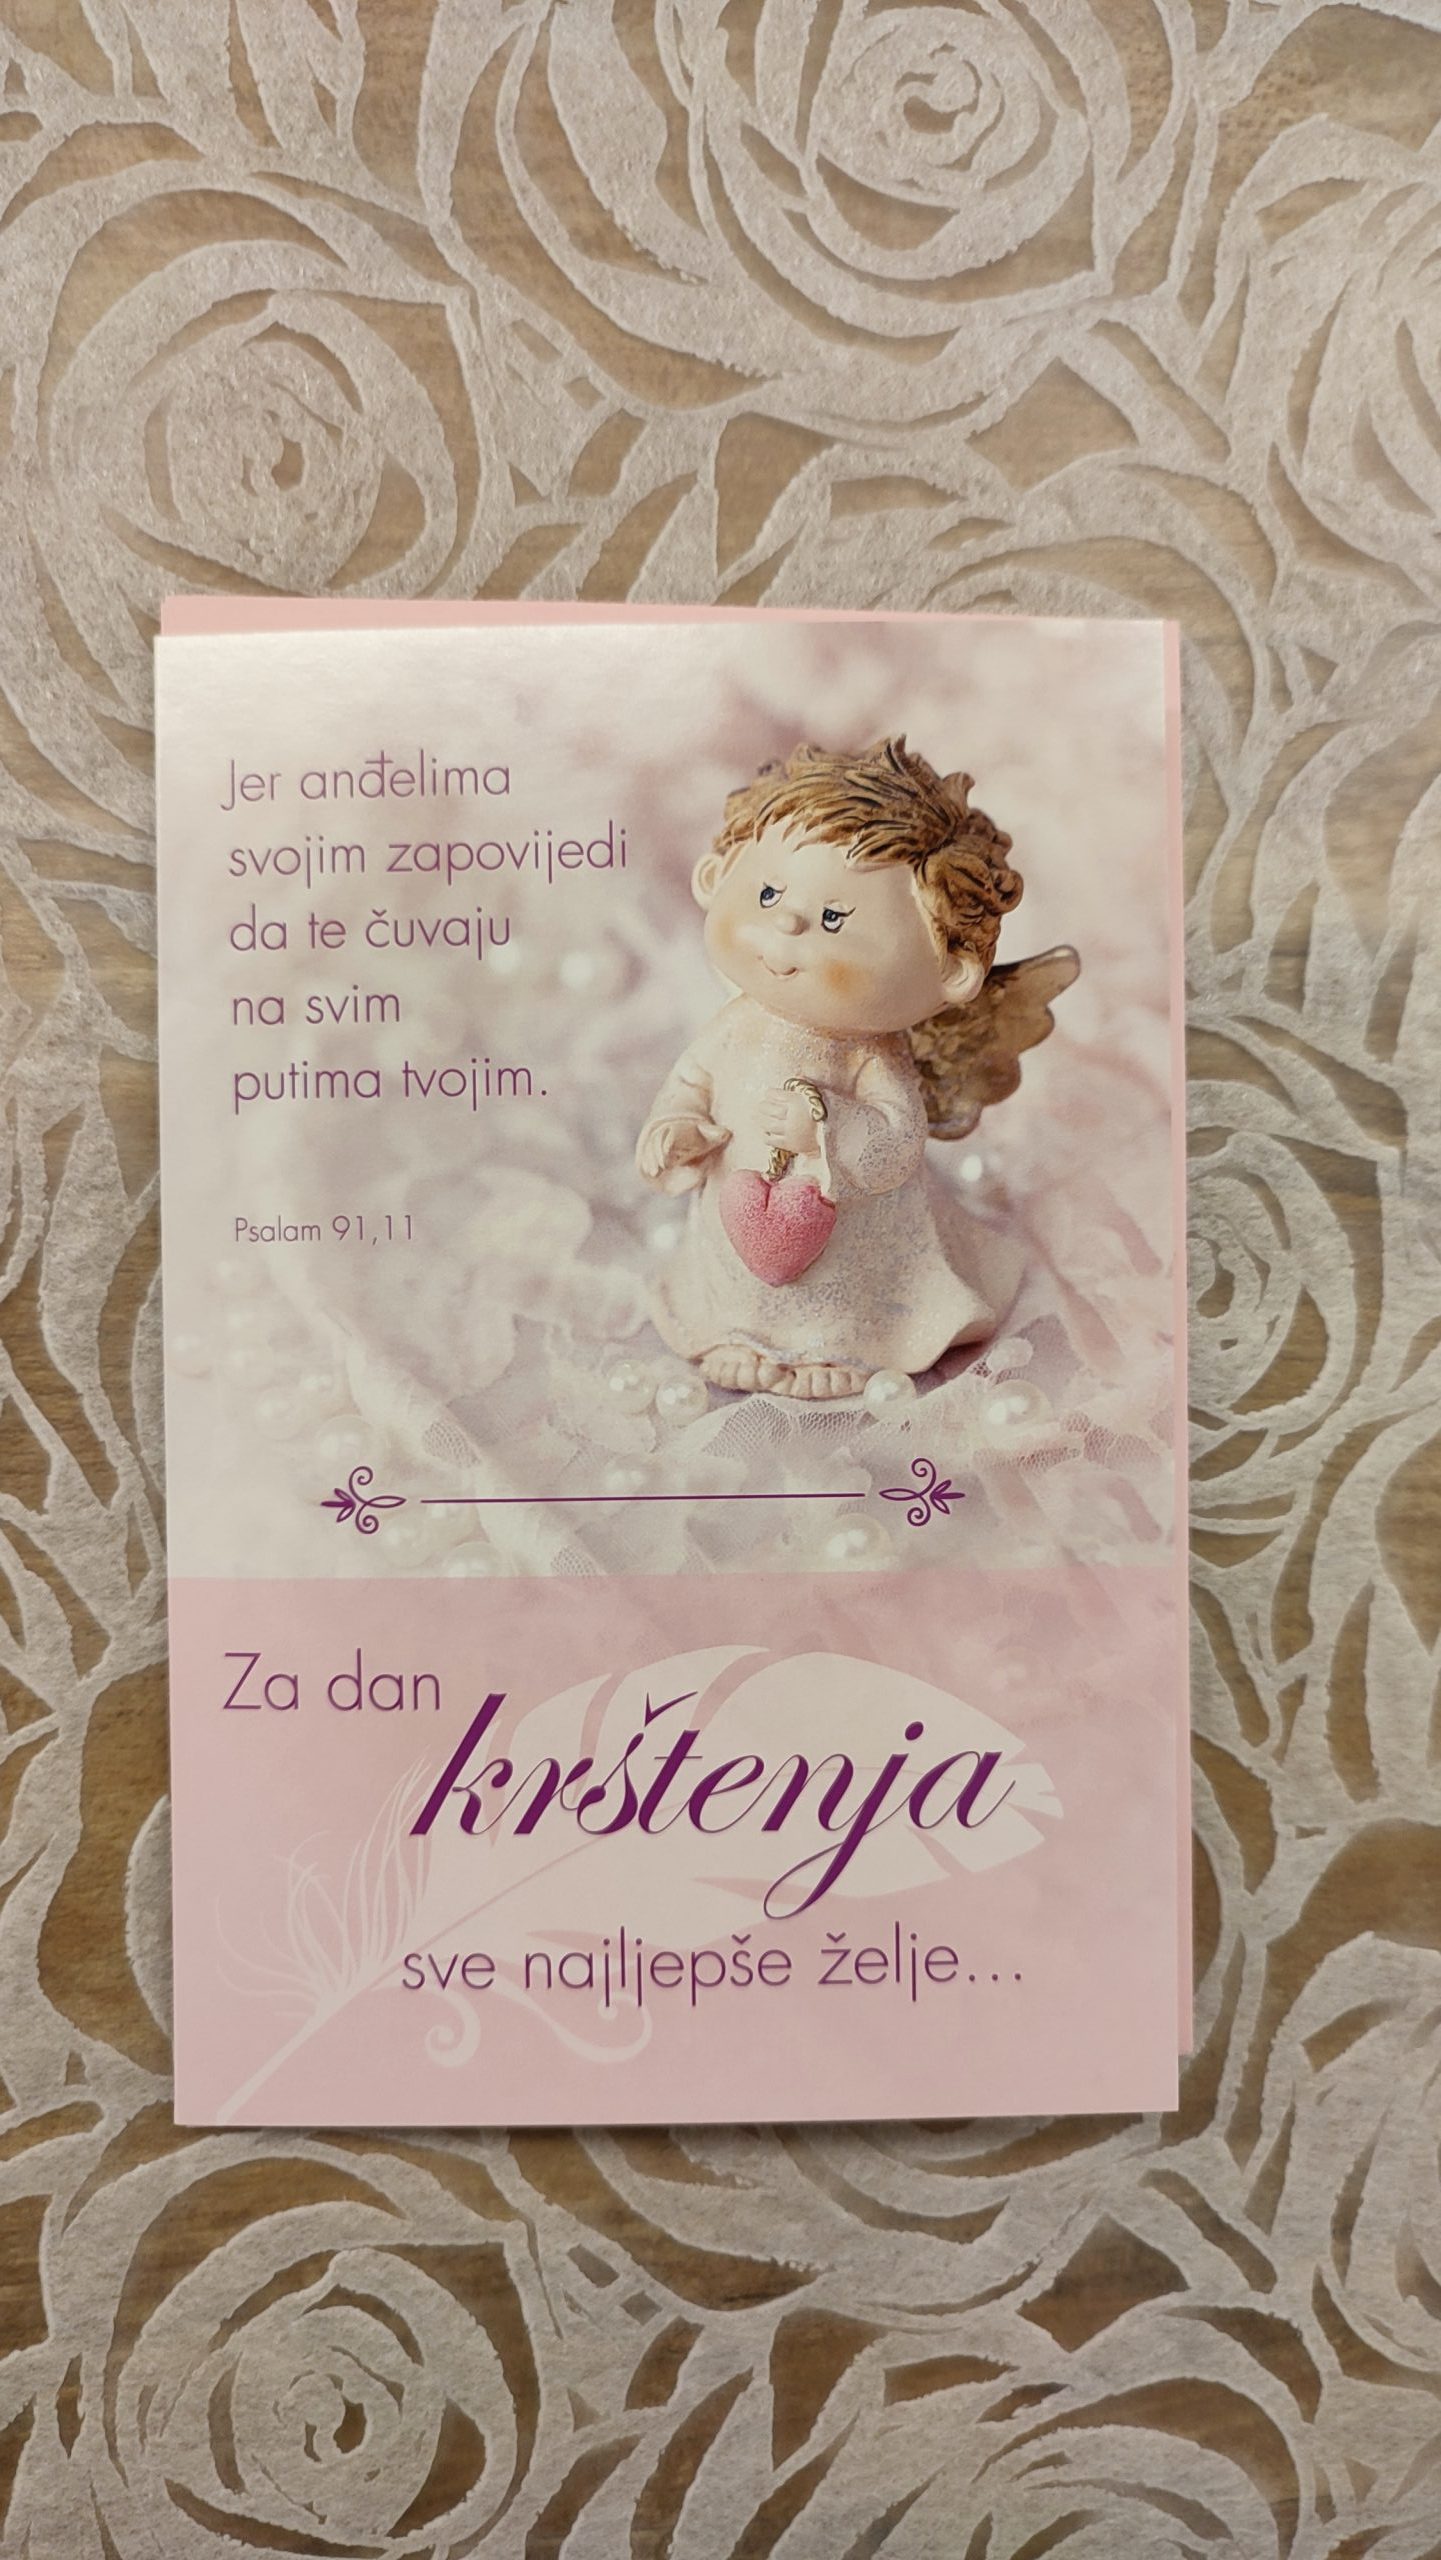 Jer anđelima
svojim zapovijedi
da te čuvaju
na svim
putima tvojim.
Psalam 91,11
Za dan
krštenja
sve najljepše želje...